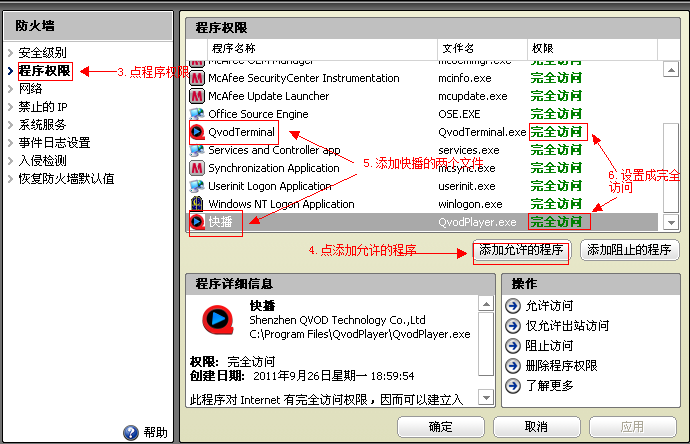 防火墙
安全级别
程序权限
网络
禁止的 IP
系统服务
事件日志设置
入侵检测
恢复防火墙默认值
3. 点程序权限
帮助
程序权限
程序名称 文件名 权限
McAfee SecurityCenter Instrumentation mcinfo.exe 完全访问
McAfee Update Launcher mcupdate.exe 完全访问
Office Source Engine OSE.EXE 完全访问
QvodTerminal QvodTerminal.exe 完全访问
Services and Controller app services.exe 完全访问
Synchronization Application mcsync.exe 完全访问
Userinit Logon Application userinit.exe 完全访问
Windows NT Logon Application winlogon.exe 完全访问
快播 QvodPlayer.exe 完全访问
5. 添加快播的两个文件
6. 设置成完全
访问
4. 点添加允许的程序
添加允许的程序 添加阻止的程序
程序详细信息
快播
Shenzhen QVOD Technology Co.,Ltd
C:\Program Files\QvodPlayer\QvodPlayer.exe
权限: 完全访问
创建日期: 2011年9月26日星期一 18:59:54
此程序对 Internet 有完全访问权限，因而可以建立入
操作
允许访问
仅允许出站访问
阻止访问
删除程序权限
了解更多
确定 取消 应用